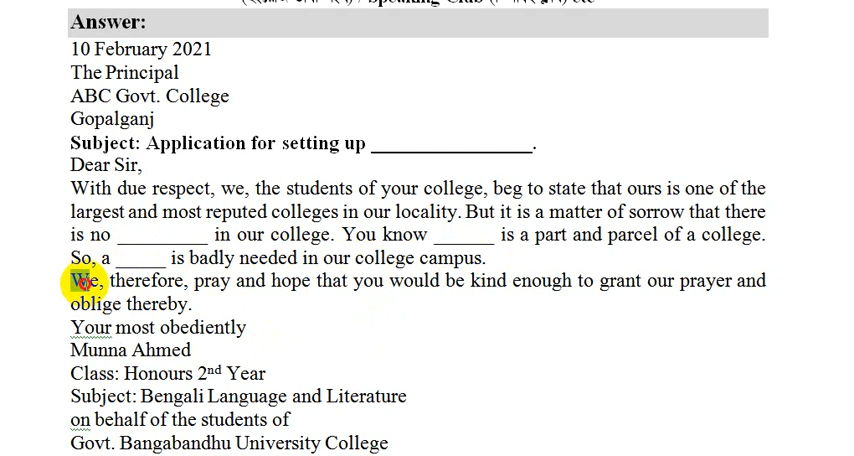 Speaking Club
etc
Answer:
10 February 2021
The Principal
ABC Govt. College
Gopalganj
Subject: Application for setting up ________________.
Dear Sir,
With due respect, we, the students of your college, beg to state that ours is one of the
largest and most reputed colleges in our locality. But it is a matter of sorrow that there
is no _________ in our college. You know ______ is a part and parcel of a college.
So, a _____ is badly needed in our college campus.
We, therefore, pray and hope that you would be kind enough to grant our prayer and
oblige thereby.
Your most obediently
Munna Ahmed
Class: Honours 2nd Year
Subject: Bengali Language and Literature
on behalf of the students of
Govt. Bangabandhu University College